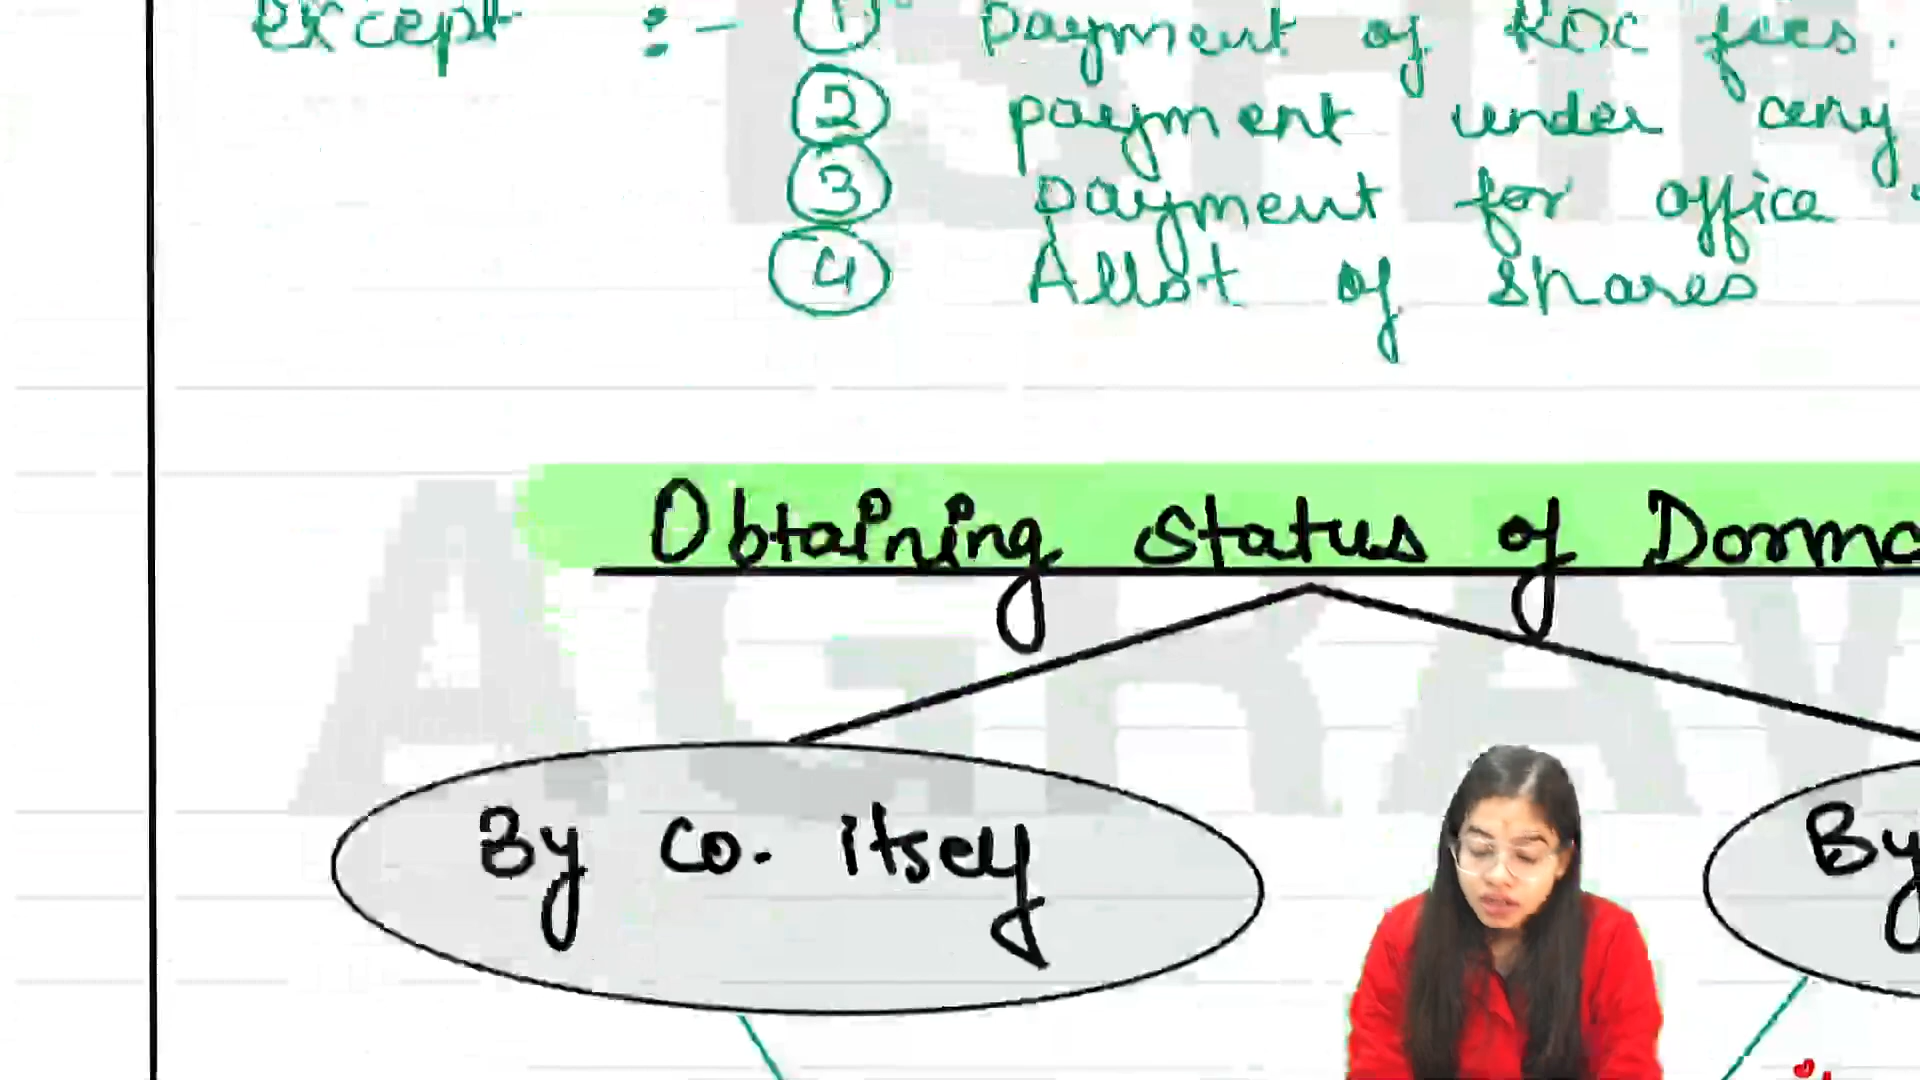 Except :- ① Payment of ROC fees.
② payment under any
③ payment for office
④ Allot of shares
Obtaining status of Dorma
By co. itself
By